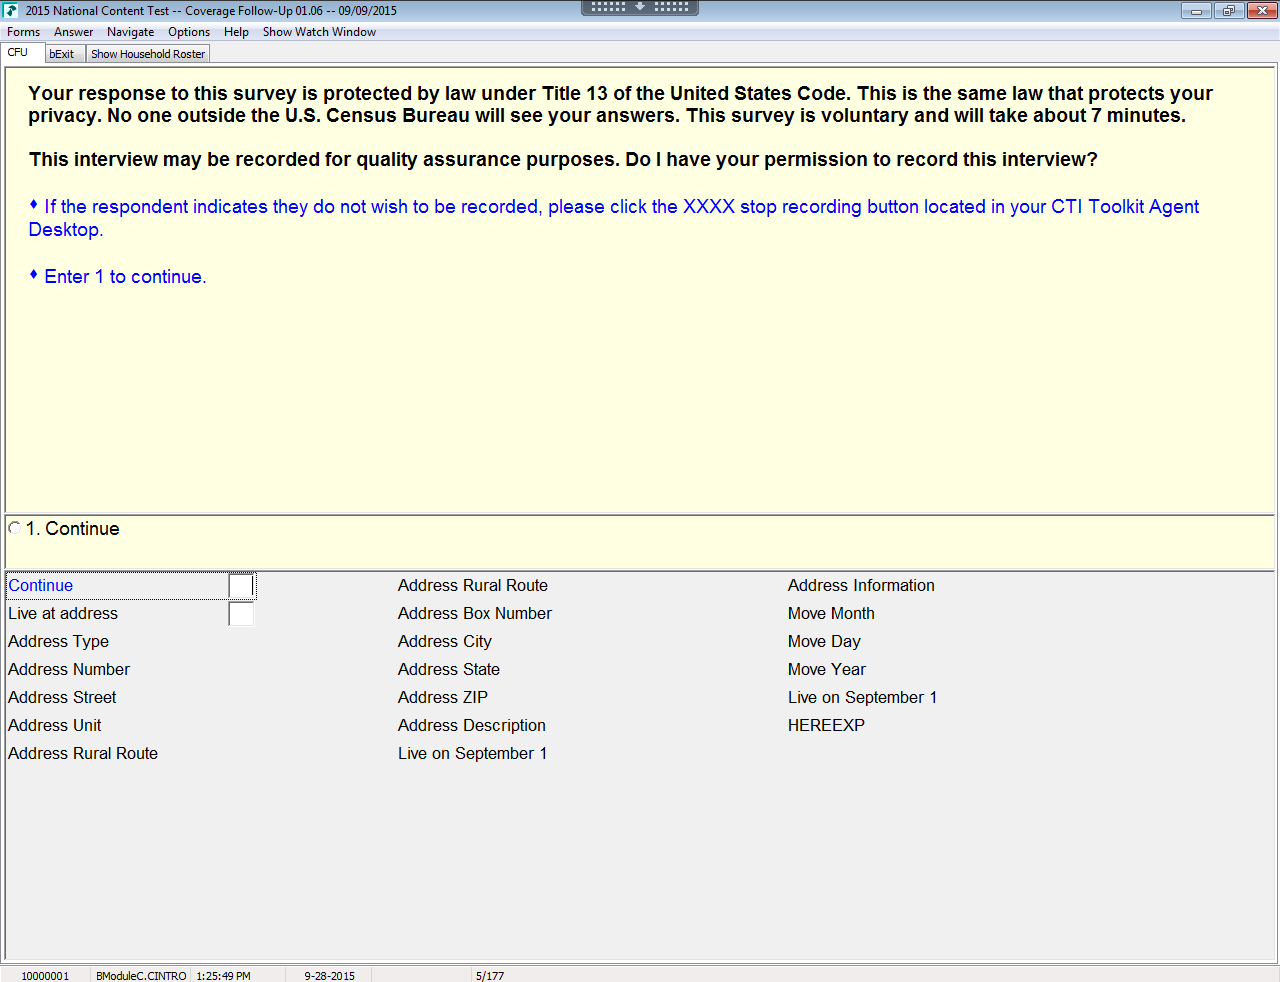 2015 National Content Test -- Coverage Follow-Up 01.06 -- 09/09/2015
Forms Answer Navigate Options Help Show Watch Window
CFU bExit Show Household Roster
Your response to this survey is protected by law under Title 13 of the United States Code. This is the same law that protects your
privacy. No one outside the U.S. Census Bureau will see your answers. This survey is voluntary and will take about 7 minutes.
This interview may be recorded for quality assurance purposes. Do I have your permission to record this interview?
♦ If the respondent indicates they do not wish to be recorded, please click the XXXX stop recording button located in your CTI Toolkit Agent
Desktop.
♦ Enter 1 to continue.
1. Continue
Continue Address Rural Route Address Information
Live at address Address Box Number Move Month
Address Type Address City Move Day
Address Number Address State Move Year
Address Street Address ZIP Live on September 1
Address Unit Address Description HEREEXP
Address Rural Route Live on September 1
10000001 BModuleC.CINTRO 1:25:49 PM 9-28-2015 5/177